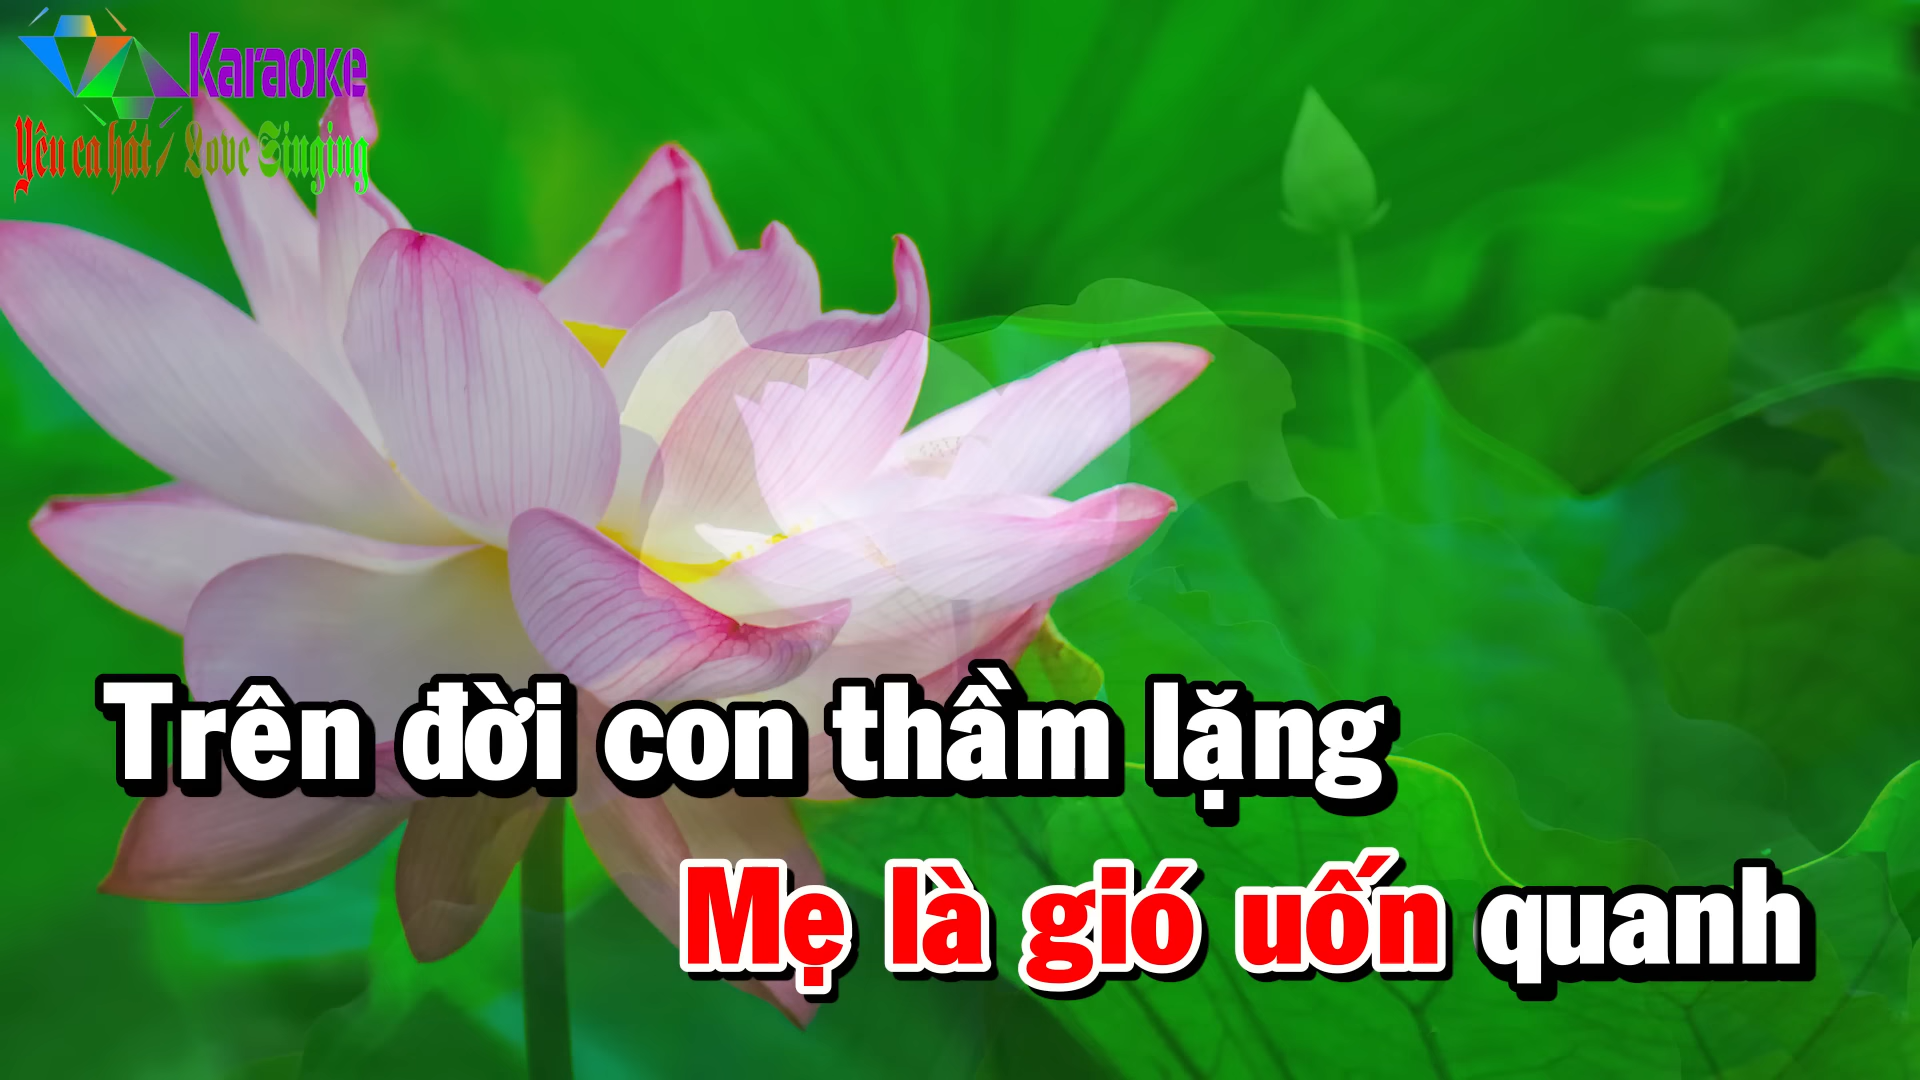 Karaoke
Yêu ca hát / Love Singing
Trên đời con thầm lặng
Mẹ là gió uốn quanh